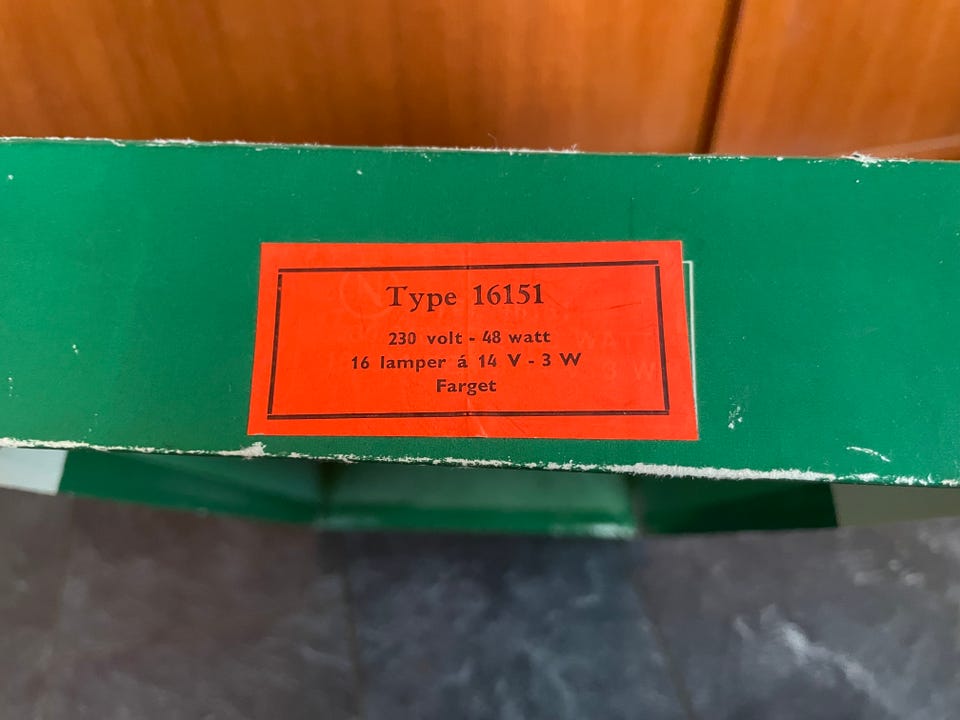 Type 16151
230 volt - 48 watt
16 lamper á 14 V - 3 W
Farget